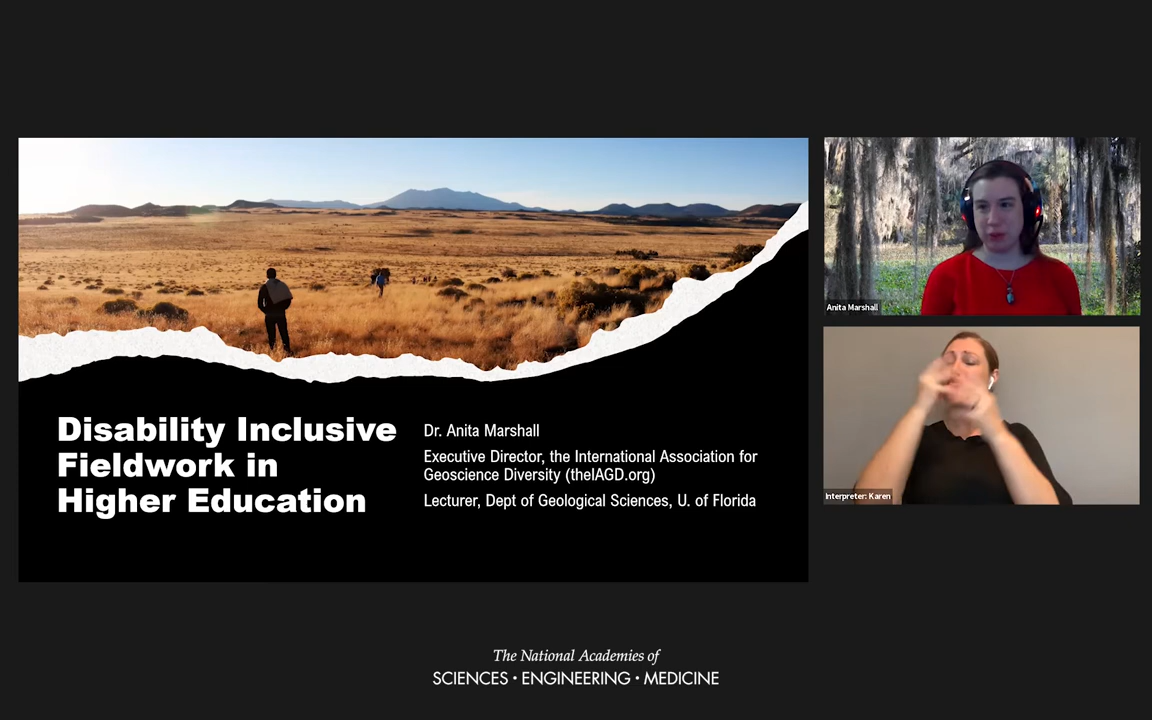 Disability Inclusive
Fieldwork in
Higher Education
Dr. Anita Marshall
Executive Director, the International Association for
Geoscience Diversity (theIAGD.org)
Lecturer, Dept of Geological Sciences, U. of Florida
Anita Marshall
Interpreter: Karen
The National Academies of
SCIENCES · ENGINEERING · MEDICINE